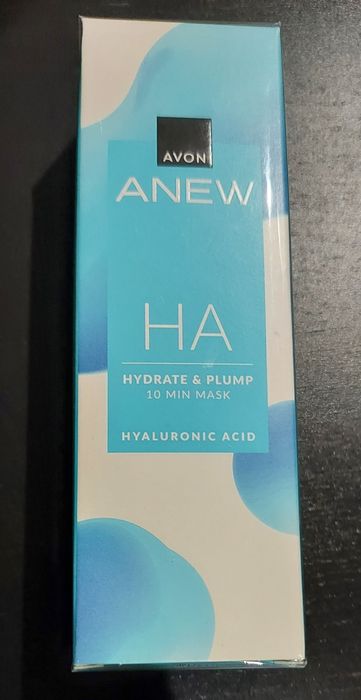 AVON
ANEW
HA
HYDRATE & PLUMP
10 MIN MASK
HYALURONIC ACID